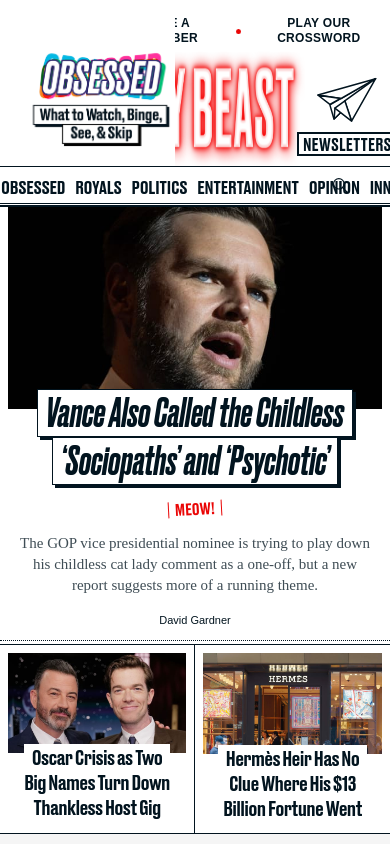 E A
BER
PLAY OUR
CROSSWORD
OBSESSED
What to Watch, Binge,
See, & Skip
Y BEAST
NEWSLETTERS
OBSESSED ROYALS POLITICS ENTERTAINMENT OPINION INN
Vance Also Called the Childless
‘Sociopaths’ and ‘Psychotic’
MEOW!
The GOP vice presidential nominee is trying to play down
his childless cat lady comment as a one-off, but a new
report suggests more of a running theme.
David Gardner
HERMÈS
HERMÈS
Oscar Crisis as Two
Big Names Turn Down
Thankless Host Gig
Hermès Heir Has No
Clue Where His $13
Billion Fortune Went